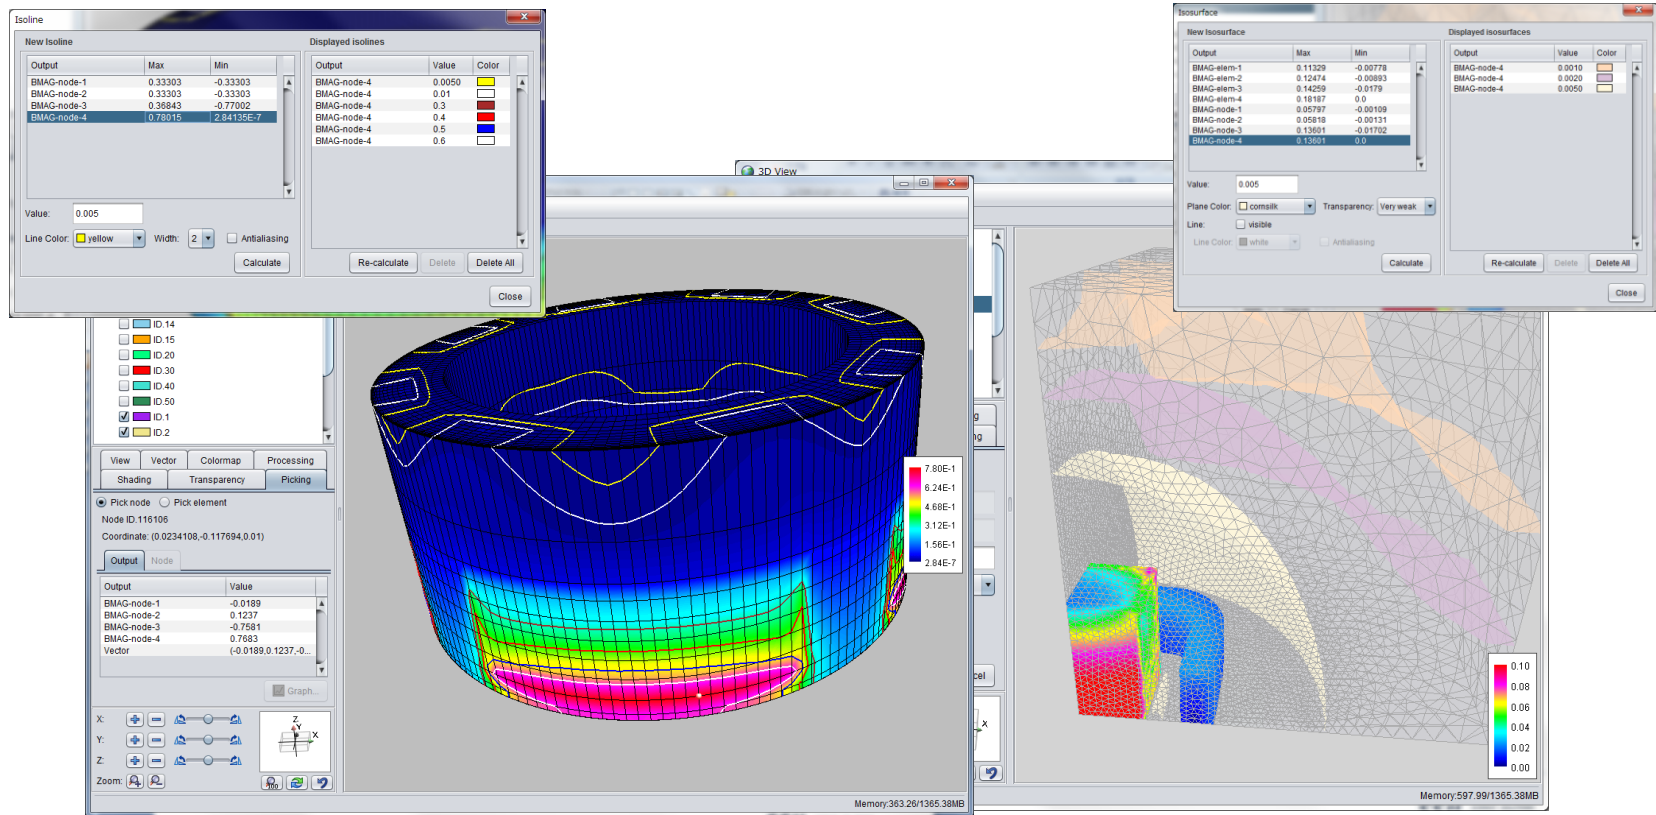 Isoline
New Isoline
Output Max Min
BMAG-node-1 0.33303 -0.33303
BMAG-node-2 0.33303 -0.33303
BMAG-node-3 0.36843 -0.77002
BMAG-node-4 0.78015 2.84135E-7
Value: 0.005
Line Color: yellow Width: 2 Antialiasing
Calculate
Displayed isolines
Output Value Color
BMAG-node-4 0.0050
BMAG-node-4 0.01
BMAG-node-4 0.3
BMAG-node-4 0.4
BMAG-node-4 0.5
BMAG-node-4 0.6
Re-calculate Delete Delete All
Close
Isosurface
New Isosurface
Output Max Min
BMAG-elem-1 0.11329 -0.00778
BMAG-elem-2 0.12474 -0.00893
BMAG-elem-3 0.14259 -0.0179
BMAG-elem-4 0.18187 0.0
BMAG-node-1 0.05797 -0.00109
BMAG-node-2 0.05818 -0.00131
BMAG-node-3 0.13601 -0.01702
BMAG-node-4 0.13601 0.0
Value: 0.005
Plane Color: cornsilk Transparency: Very weak
Line: visible
Line Color: white Antialiasing
Calculate
Displayed isosurfaces
Output Value Color
BMAG-node-4 0.0010
BMAG-node-4 0.0020
BMAG-node-4 0.0050
Re-calculate Delete Delete All
Close
3D View
ID.14
ID.15
ID.20
ID.30
ID.40
ID.50
ID.1
ID.2
View Vector Colormap Processing
Shading Transparency Picking
Pick node Pick element
Node ID.116106
Coordinate: (0.0234108,-0.117694,0.01)
Output Node
Output Value
BMAG-node-1 -0.0189
BMAG-node-2 0.1237
BMAG-node-3 -0.7581
BMAG-node-4 0.7683
Vector (-0.0189,0.1237,-0...
Graph...
X:
Y:
Z:
Zoom:
Z
Y
X
100
7.80E-1
6.24E-1
4.68E-1
3.12E-1
1.56E-1
2.84E-7
Memory:363.26/1365.38MB
g
ng
cel
X
0.10
0.08
0.06
0.04
0.02
0.00
Memory:597.99/1365.38MB